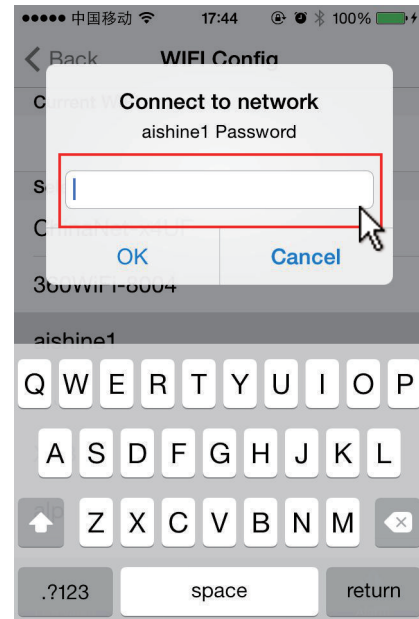 中国移动 17:44 100%
Back WIFI Config
Connect to network
aishine1 Password
OK Cancel
360WIFI-8004
aishine1
Q W E R T Y U I O P
A S D F G H J K L
Z X C V B N M
.?123 space return